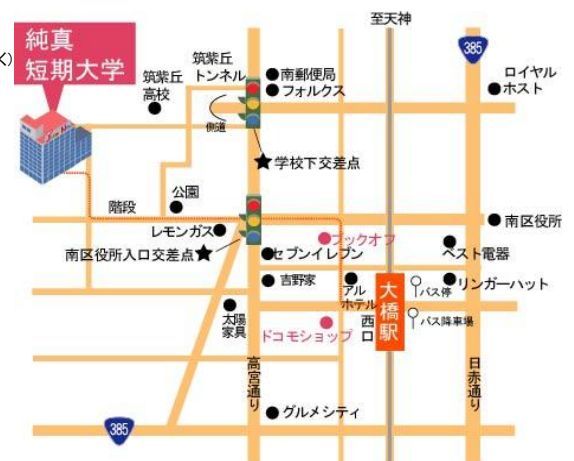 純真
短期大学
く）
至天神
385
筑紫丘
高校
筑紫丘
トンネル
南郵便局
フォルクス
ロイヤル
ホスト
側道
★学校下交差点
公園
階段
レモンガス
南区役所
南区役所入口交差点★
ブックオフ
セブンイレブン
ベスト電器
吉野家
アル
ホテル
大橋駅
西口
バス停
リンガーハット
太陽
家具
ドコモショップ
バス降車場
高宮通り
日赤通り
グルメシティ
385